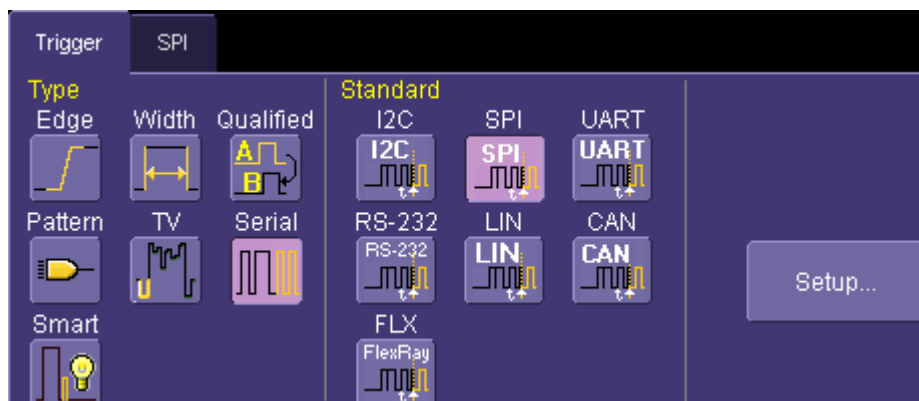 Trigger SPI
Type
Edge Width Qualified
A
B
Pattern TV Serial
U
Smart
Standard
I2C SPI UART
I2C SPI UART
t
t
t
RS-232 LIN CAN
RS-232 LIN CAN
t
t
t
FLX
FlexRay
t
Setup...